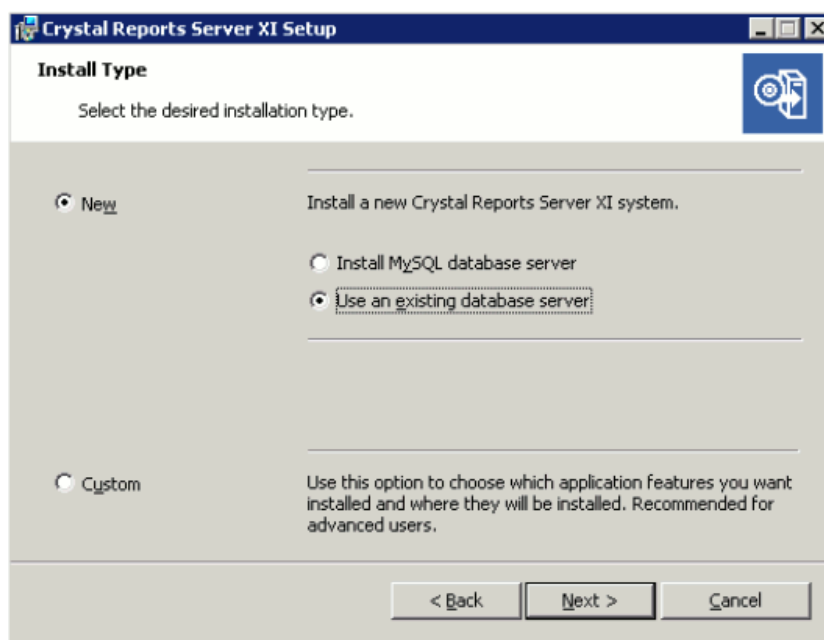 Crystal Reports Server XI Setup
Install Type
Select the desired installation type.
New
Install a new Crystal Reports Server XI system.
Install MySQL database server
Use an existing database server
Custom
Use this option to choose which application features you want
installed and where they will be installed. Recommended for
advanced users.
< Back
Next >
Cancel